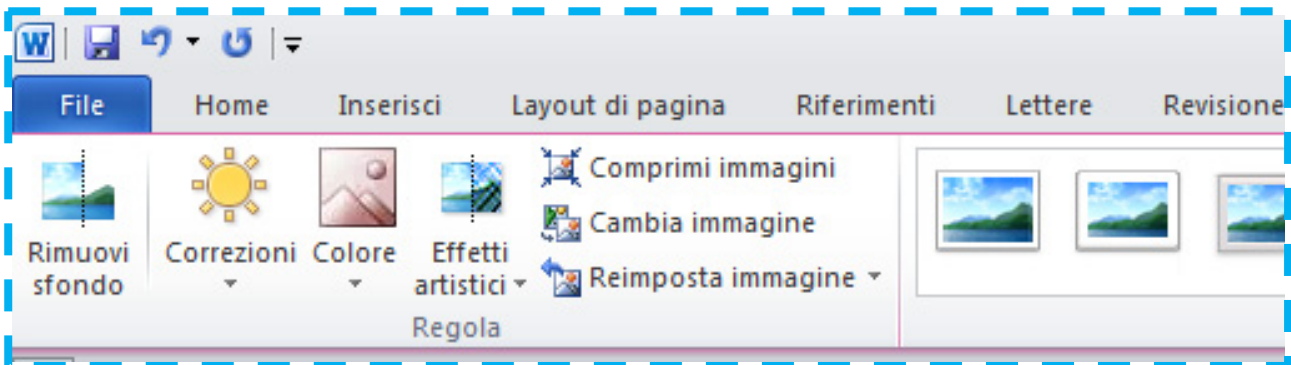 W
File Home Inserisci Layout di pagina Riferimenti Lettere Revisione
Comprimi immagini
Cambia immagine
Rimuovi sfondo
Correzioni
Colore
Effetti artistici
Reimposta immagine
Regola